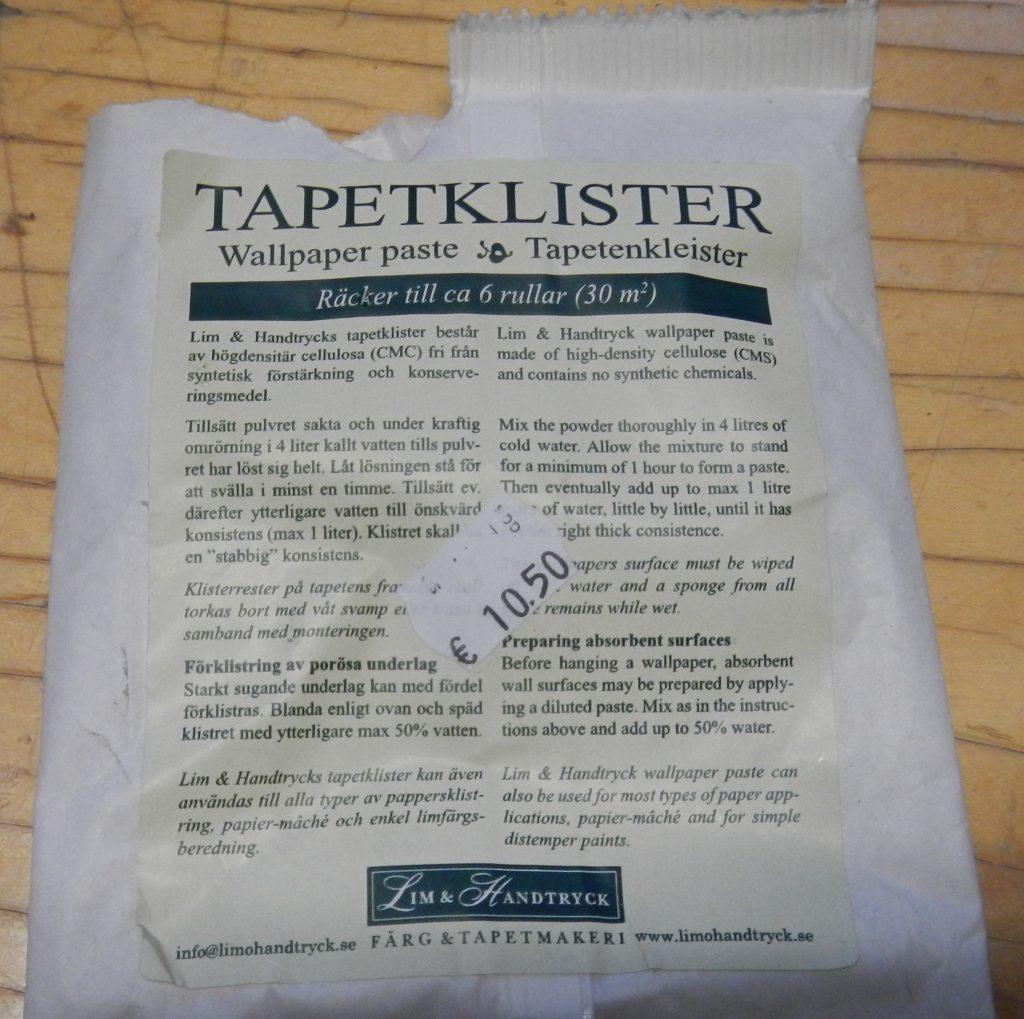 TAPETKLISTER
Wallpaper paste Tapetenkleister
Räcker till ca 6 rullar (30 m²)
Lim & Handtrycks tapetklister består
av högdensitär cellulosa (CMC) fri från
syntetisk förstärkning och konserve-
ringsmedel.
Tillsätt pulvret sakta och under kraftig
omrörning i 4 liter kallt vatten tills pulv-
ret har löst sig helt. Låt lösningen stå för
att svälla i minst en timme. Tillsätt ev.
därefter ytterligare vatten till önskvärd
konsistens (max 1 liter). Klistret skall
en "stabbig" konsistens.
Klisterrester på tapetens
torkas bort med våt svamp
samband med monteringen.
Förklistring av porösa underlag
Starkt sugande underlag kan med fördel
förklistras. Blanda enligt ovan och späd
klistret med ytterligare max 50% vatten.
Lim & Handtrycks tapetklister kan även
användas till alla typer av pappersklist-
ring, papier-mâché och enkel limfärgs-
beredning.
Lim & Handtryck wallpaper paste is
made of high-density cellulose (CMS)
and contains no synthetic chemicals.
Mix the powder thoroughly in 4 litres of
cold water. Allow the mixture to stand
for a minimum of 1 hour to form a paste.
Then eventually add up to max 1 litre
of water, little by little, until it has
right thick consistence.
surface must be wiped
water and a sponge from all
remains while wet.
Preparing absorbent surfaces
Before hanging a wallpaper, absorbent
wall surfaces may be prepared by apply-
ing a diluted paste. Mix as in the instruc-
tions above and add up to 50% water.
Lim & Handtryck wallpaper paste can
also be used for most types of paper app-
lications, papier-mâché and for simple
distemper paints.
€ 10.50
LIM & HANDTRYCK
info@limohandtryck.se FÄRG & TAPETMAKERI www.limohandtryck.se